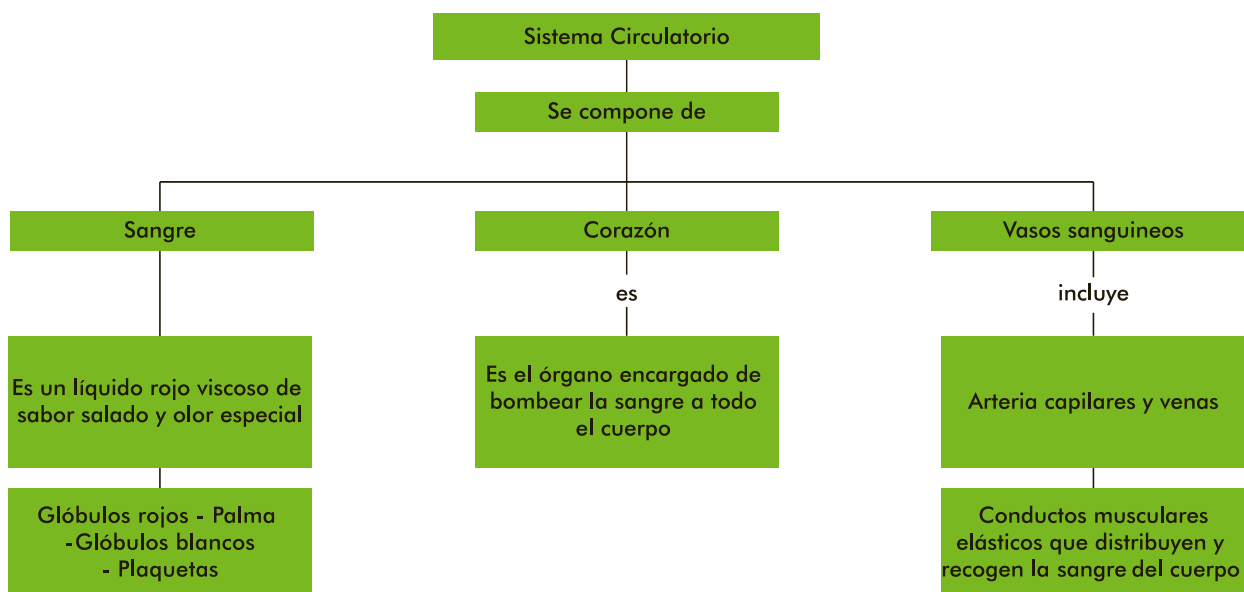 Sistema Circulatorio
Se compone de
Sangre
Corazón
Vasos sanguineos
es
incluye
Es un líquido rojo viscoso de
sabor salado y olor especial
Es el órgano encargado de
bombear la sangre a todo
el cuerpo
Arteria capilares y venas
Glóbulos rojos - Palma
-Glóbulos blancos
- Plaquetas
Conductos musculares
elásticos que distribuyen y
recogen la sangre del cuerpo